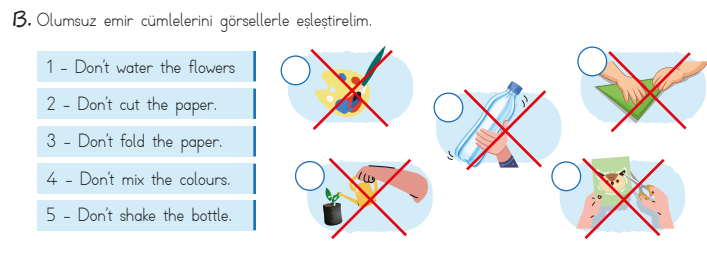 B. Olumsuz emir cümlelerini görsellerle eşleştirelim.
1 - Don't water the flowers
2 - Don't cut the paper.
3 - Don't fold the paper.
4 - Don't mix the colours.
5 - Don't shake the bottle.